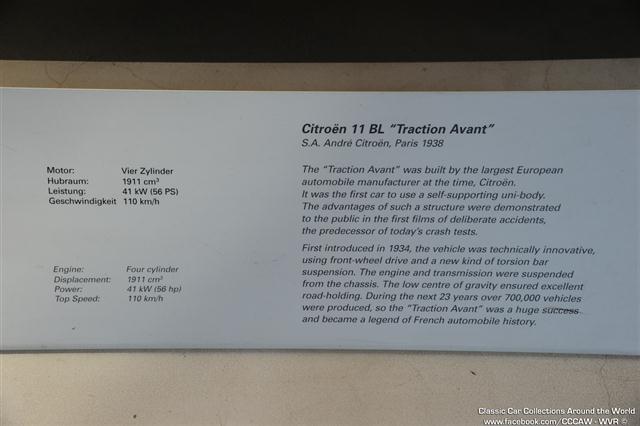 Motor: Vier Zylinder
Hubraum: 1911 cm³
Leistung: 41 kW (56 PS)
Geschwindigkeit 110 km/h
Engine: Four cylinder
Displacement: 1911 cm³
Power: 41 kW (56 hp)
Top Speed: 110 km/h
Citroën 11 BL "Traction Avant"
S.A. André Citroën, Paris 1938
The "Traction Avant" was built by the largest European
automobile manufacturer at the time, Citroën.
It was the first car to use a self-supporting uni-body.
The advantages of such a structure were demonstrated
to the public in the first films of deliberate accidents,
the predecessor of today's crash tests.
First introduced in 1934, the vehicle was technically innovative,
using front-wheel drive and a new kind of torsion bar
suspension. The engine and transmission were suspended
from the chassis. The low centre of gravity ensured excellent
road-holding. During the next 23 years over 700,000 vehicles
were produced, so the "Traction Avant" was a huge success
and became a legend of French automobile history.
Classic Car Collections Around the World
www.facebook.com/CCCAW - WVR ©